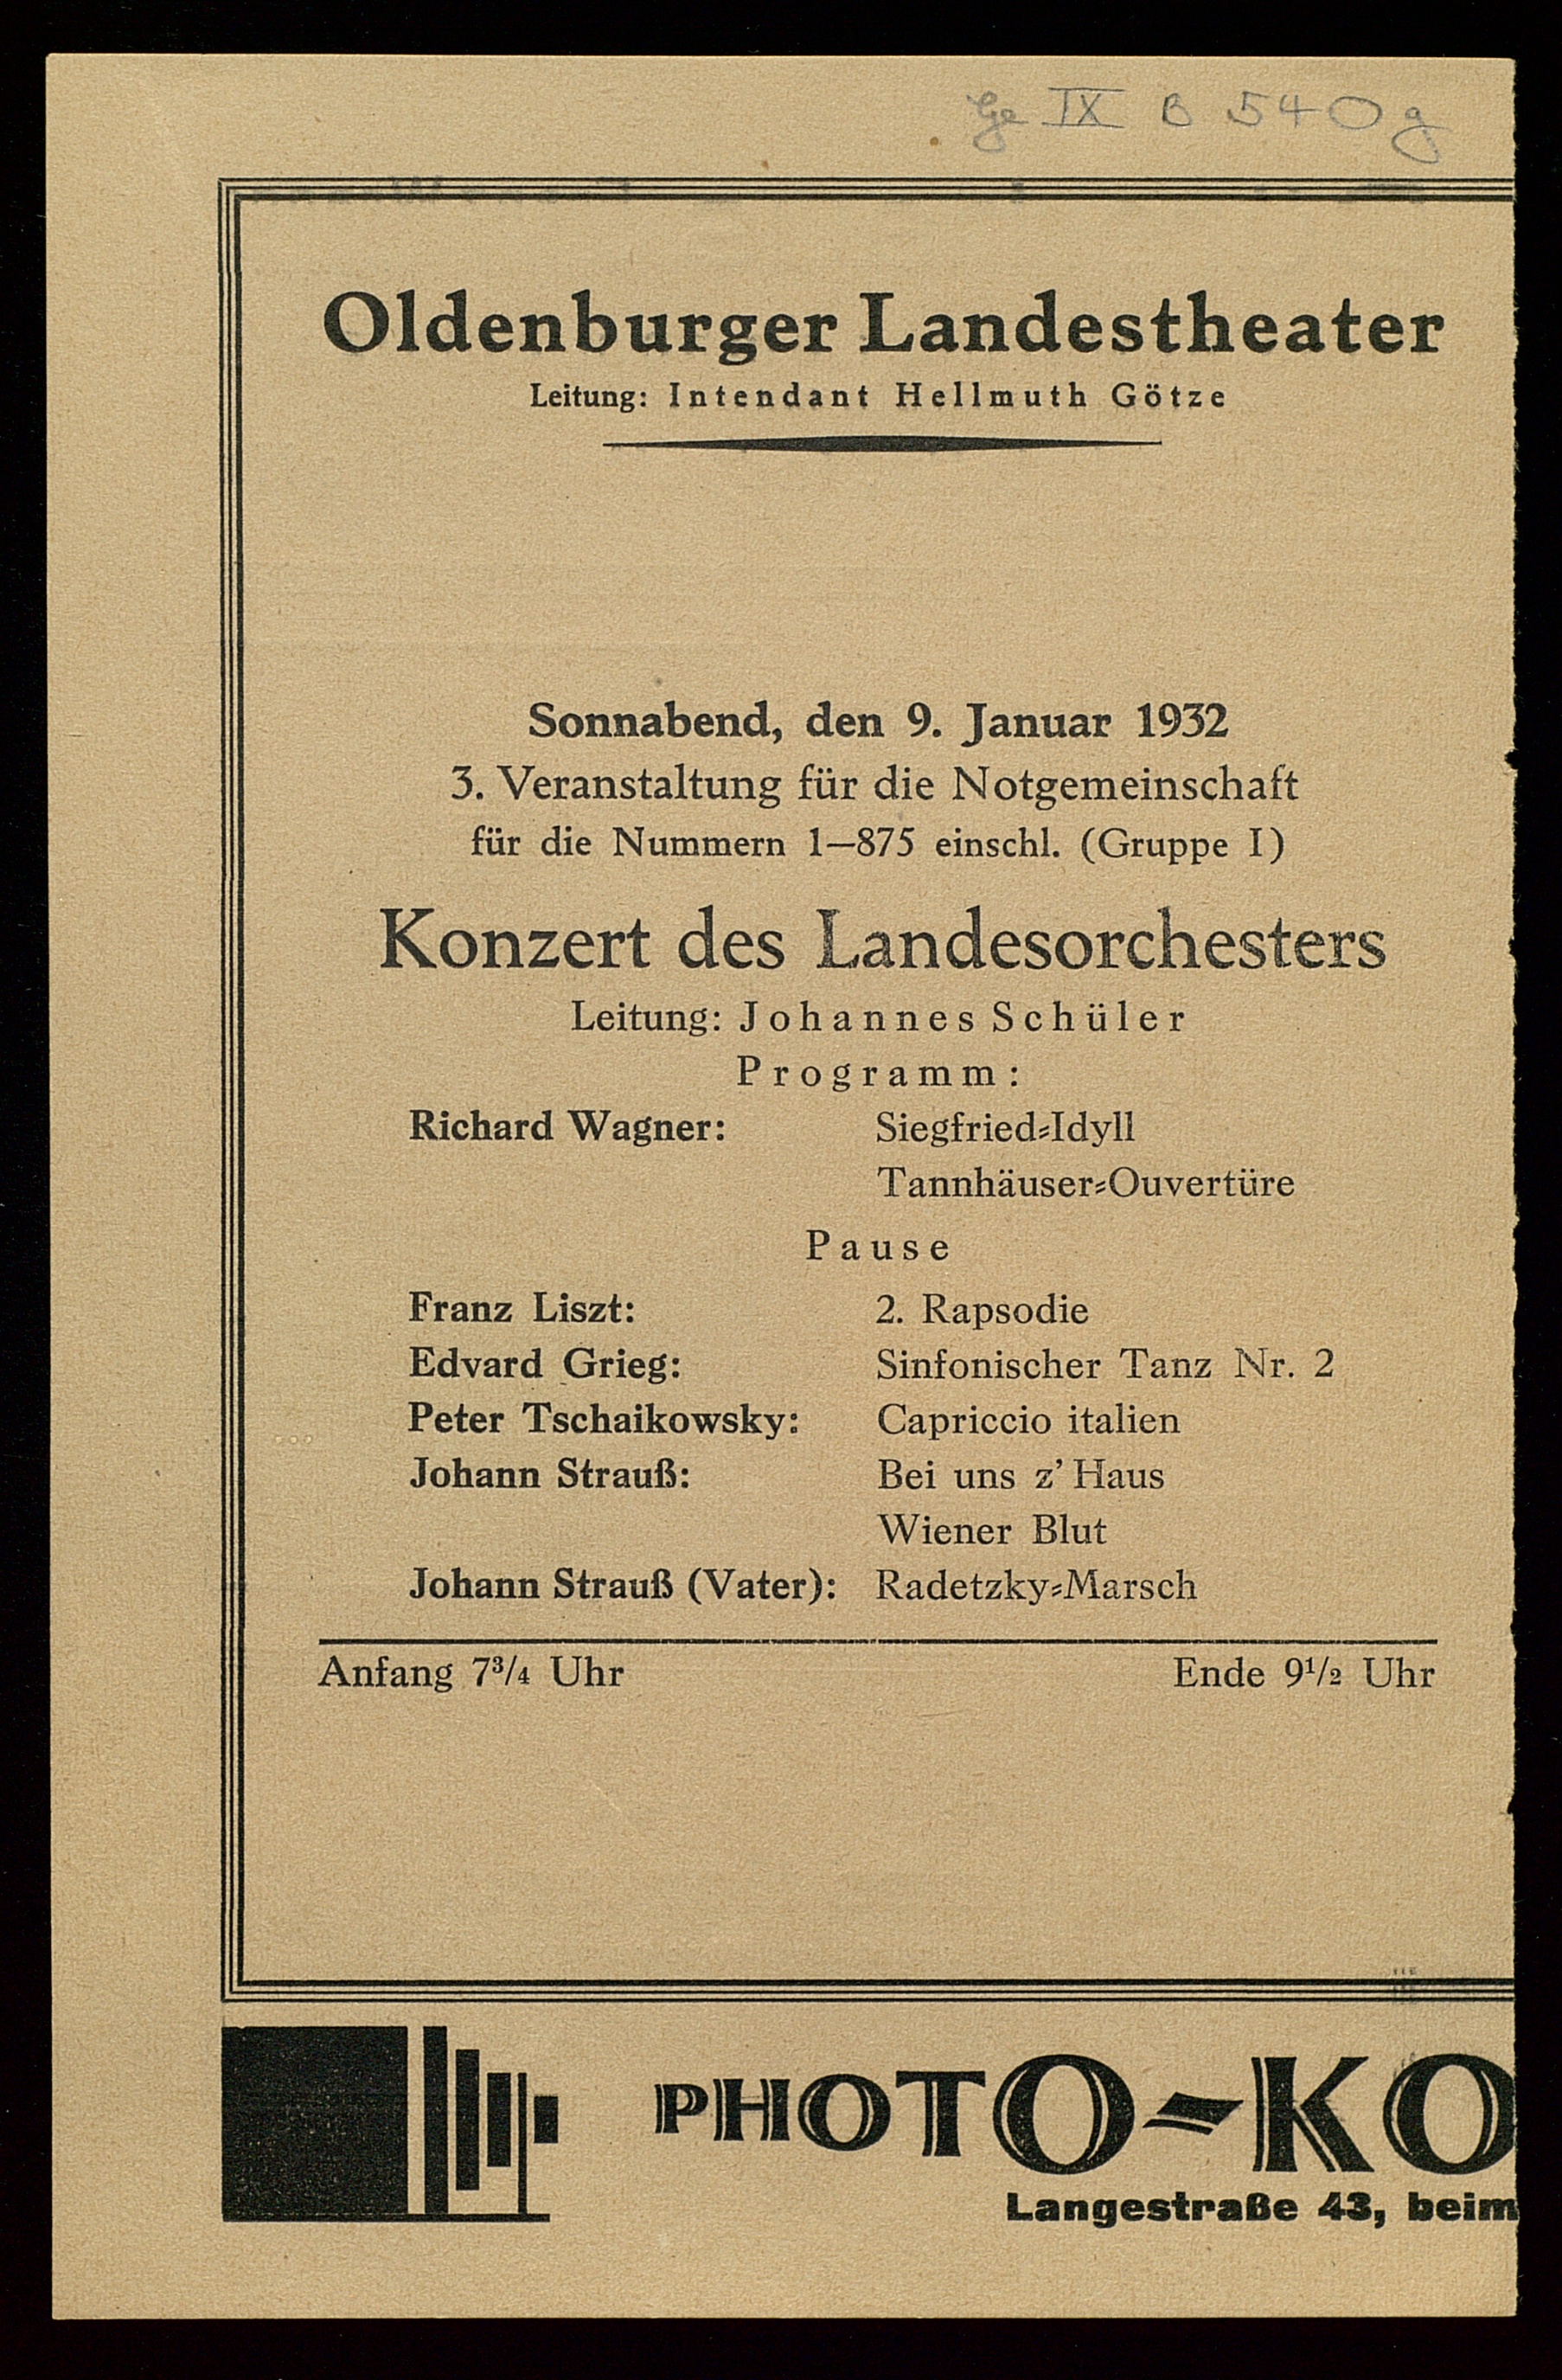 Ge IX B 540 g
Oldenburger Landestheater
Leitung: Intendant Hellmuth Götze
Sonnabend, den 9. Januar 1932
3. Veranstaltung für die Notgemeinschaft
für die Nummern 1—875 einschl. (Gruppe I)
Konzert des Landesorchesters
Leitung: Johannes Schüler
Programm:
Richard Wagner: Siegfried-Idyll
Tannhäuser-Ouvertüre
Pause
Franz Liszt: 2. Rapsodie
Edvard Grieg: Sinfonischer Tanz Nr. 2
Peter Tschaikowsky: Capriccio italien
Johann Strauß: Bei uns z' Haus
Wiener Blut
Johann Strauß (Vater): Radetzky-Marsch
Anfang 7³/₄ Uhr Ende 9¹/₂ Uhr
PHOTO-KO
Langestraße 43, beim